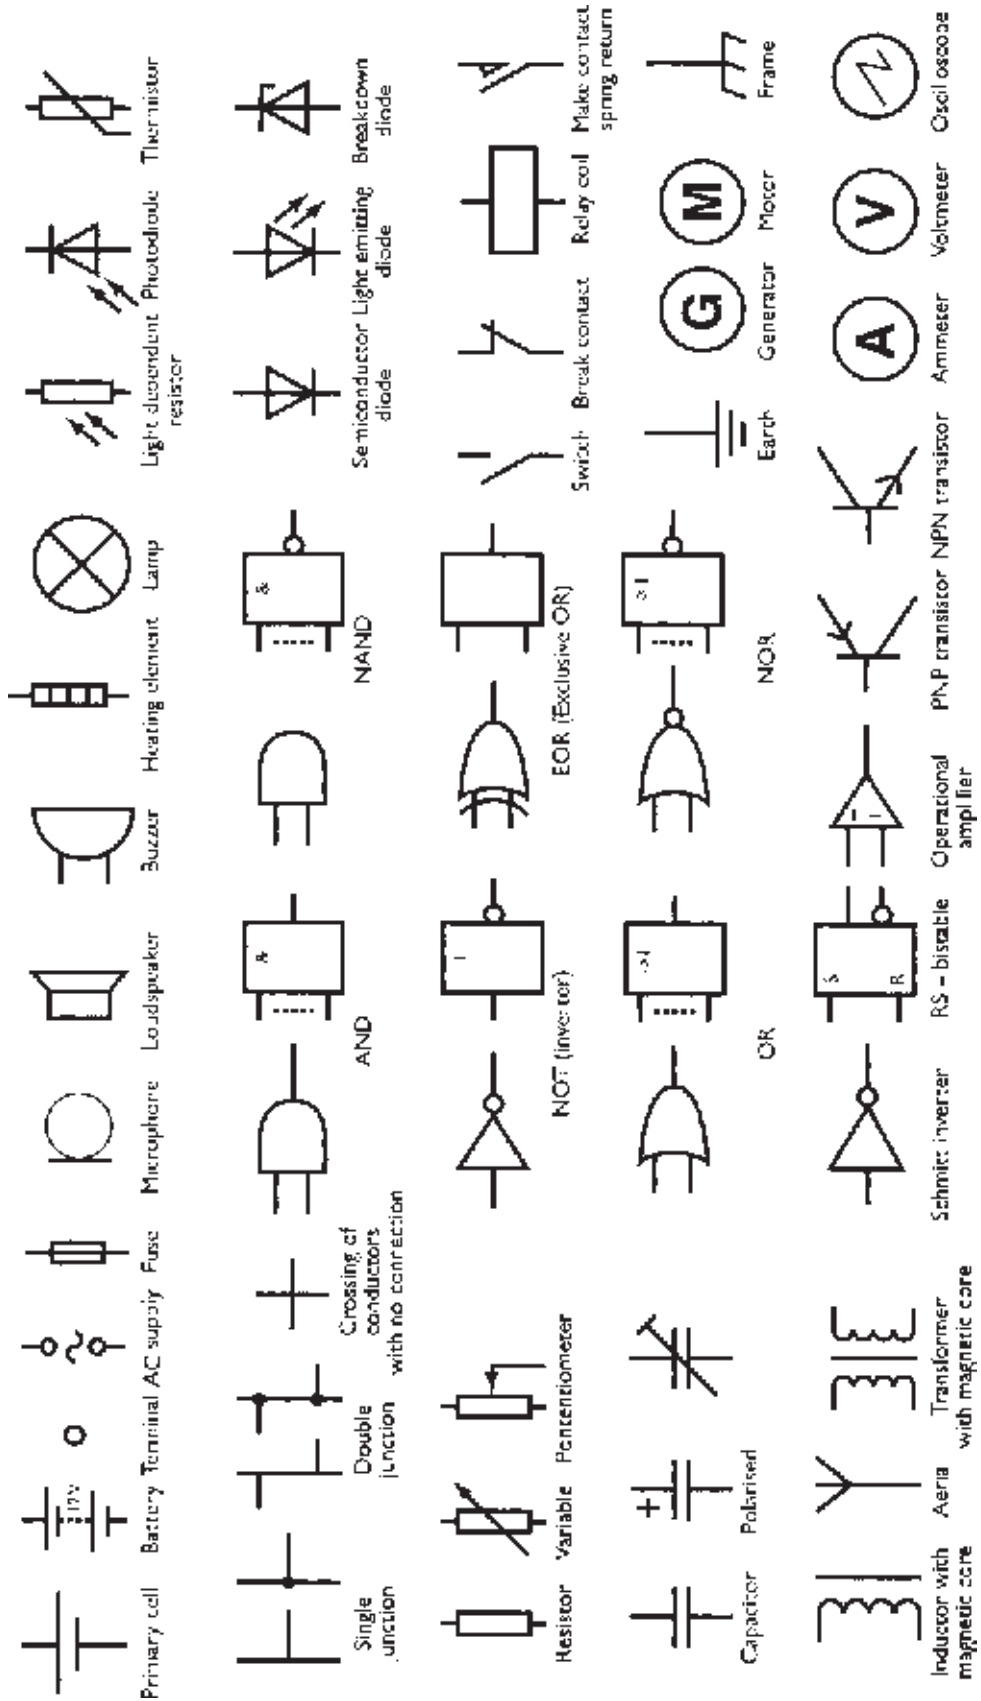 Primary cell
Battery
Terminal
AC supply
Fuse
Microphone
Loudspeaker
Buzzer
Heating element
Lamp
Light dependent
resistor
Photodiode
Thermistor
12V
Single
junction
Double
junction
Crossing of
conductors
with no connection
&
AND
&
NAND
Semiconductor
diode
Light emitting
diode
Breakdown
diode
Resistor
Variable
Potentiometer
1
NOT (inverter)
EOR (Exclusive OR)
Switch
Break contact
Relay coil
Make contact
spring return
Capacitor
+
Polarised
OR
NOR
Earth
G
Generator
M
Motor
Frame
Inductor with
magnetic core
Aerial
Transformer
with magnetic core
Schmitt inverter
S
R
RS – bistable
Operational
amplifier
PNP transistor
NPN transistor
A
Ammeter
V
Voltmeter
Oscilloscope